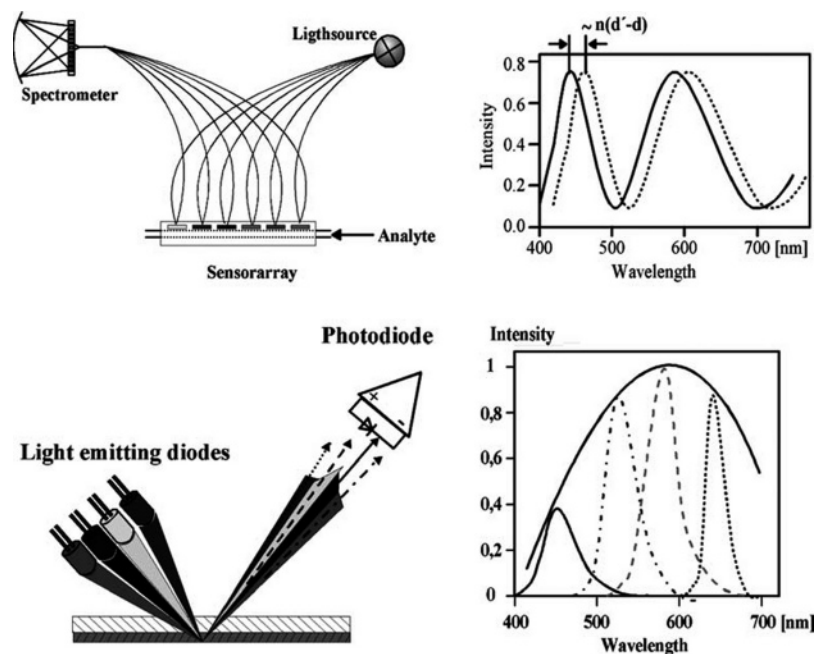 Ligthsource
Spectrometer
Analyte
Sensorarray
~ n(d´-d)
Intensity
0.8
0.6
0.4
0.2
0.0
400 500 600 700 [nm]
Wavelength
Photodiode
Light emitting diodes
+
-
Intensity
1
0,8
0,6
0,4
0,2
0
400 500 600 700 [nm]
Wavelength